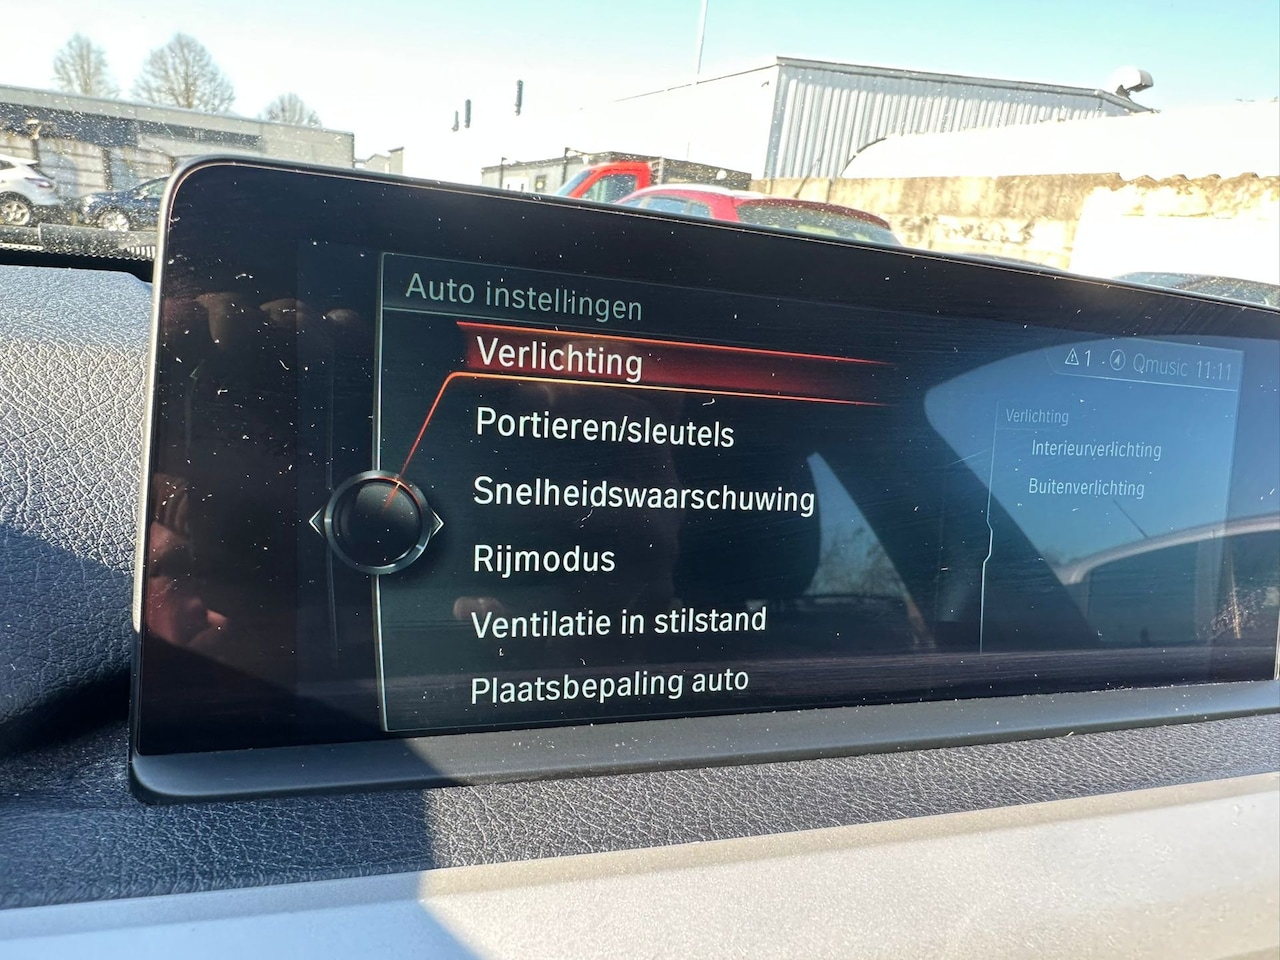 Auto instellingen
Verlichting
Portieren/sleutels
Snelheidswaarschuwing
Rijmodus
Ventilatie in stilstand
Plaatsbepaling auto
1 · 4 Qmusic 11:11
Verlichting
Interieurverlichting
Buitenverlichting